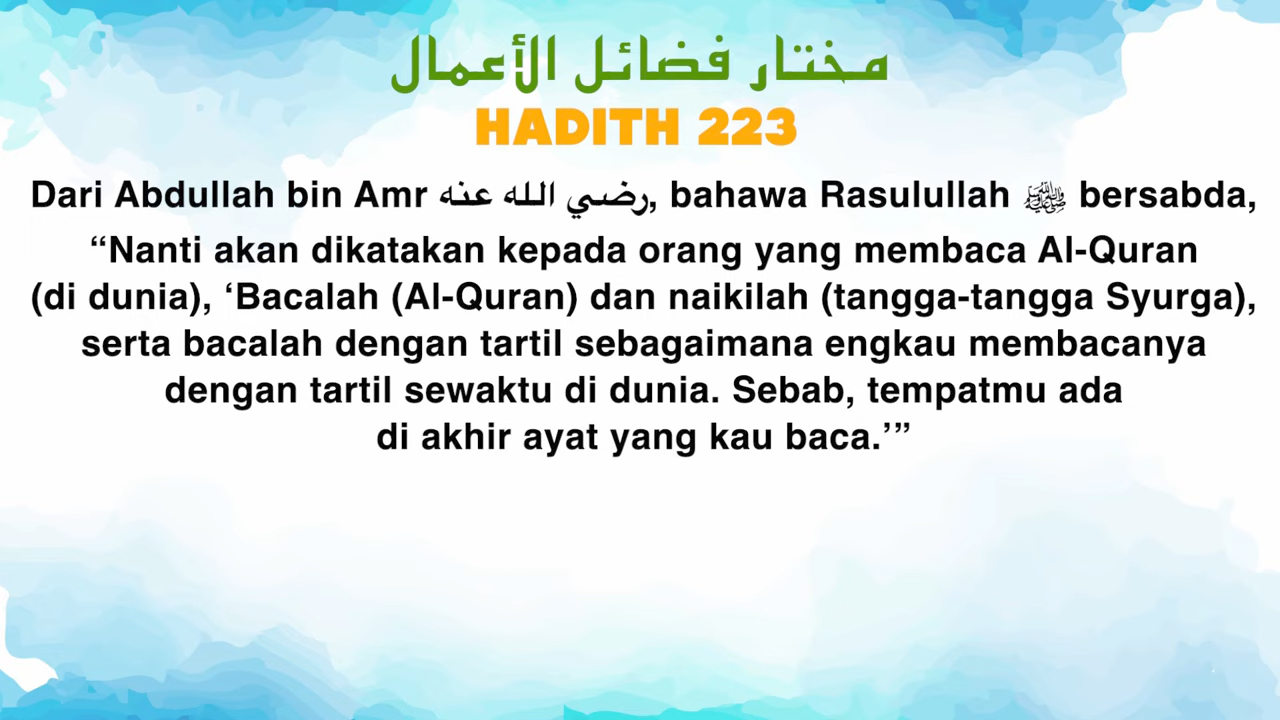 مختار فضائل الأعمال
HADITH 223
Dari Abdullah bin Amr رضي الله عنه, bahawa Rasulullah ﷺ bersabda,
“Nanti akan dikatakan kepada orang yang membaca Al-Quran
(di dunia), ‘Bacalah (Al-Quran) dan naikilah (tangga-tangga Syurga),
serta bacalah dengan tartil sebagaimana engkau membacanya
dengan tartil sewaktu di dunia. Sebab, tempatmu ada
di akhir ayat yang kau baca.’”